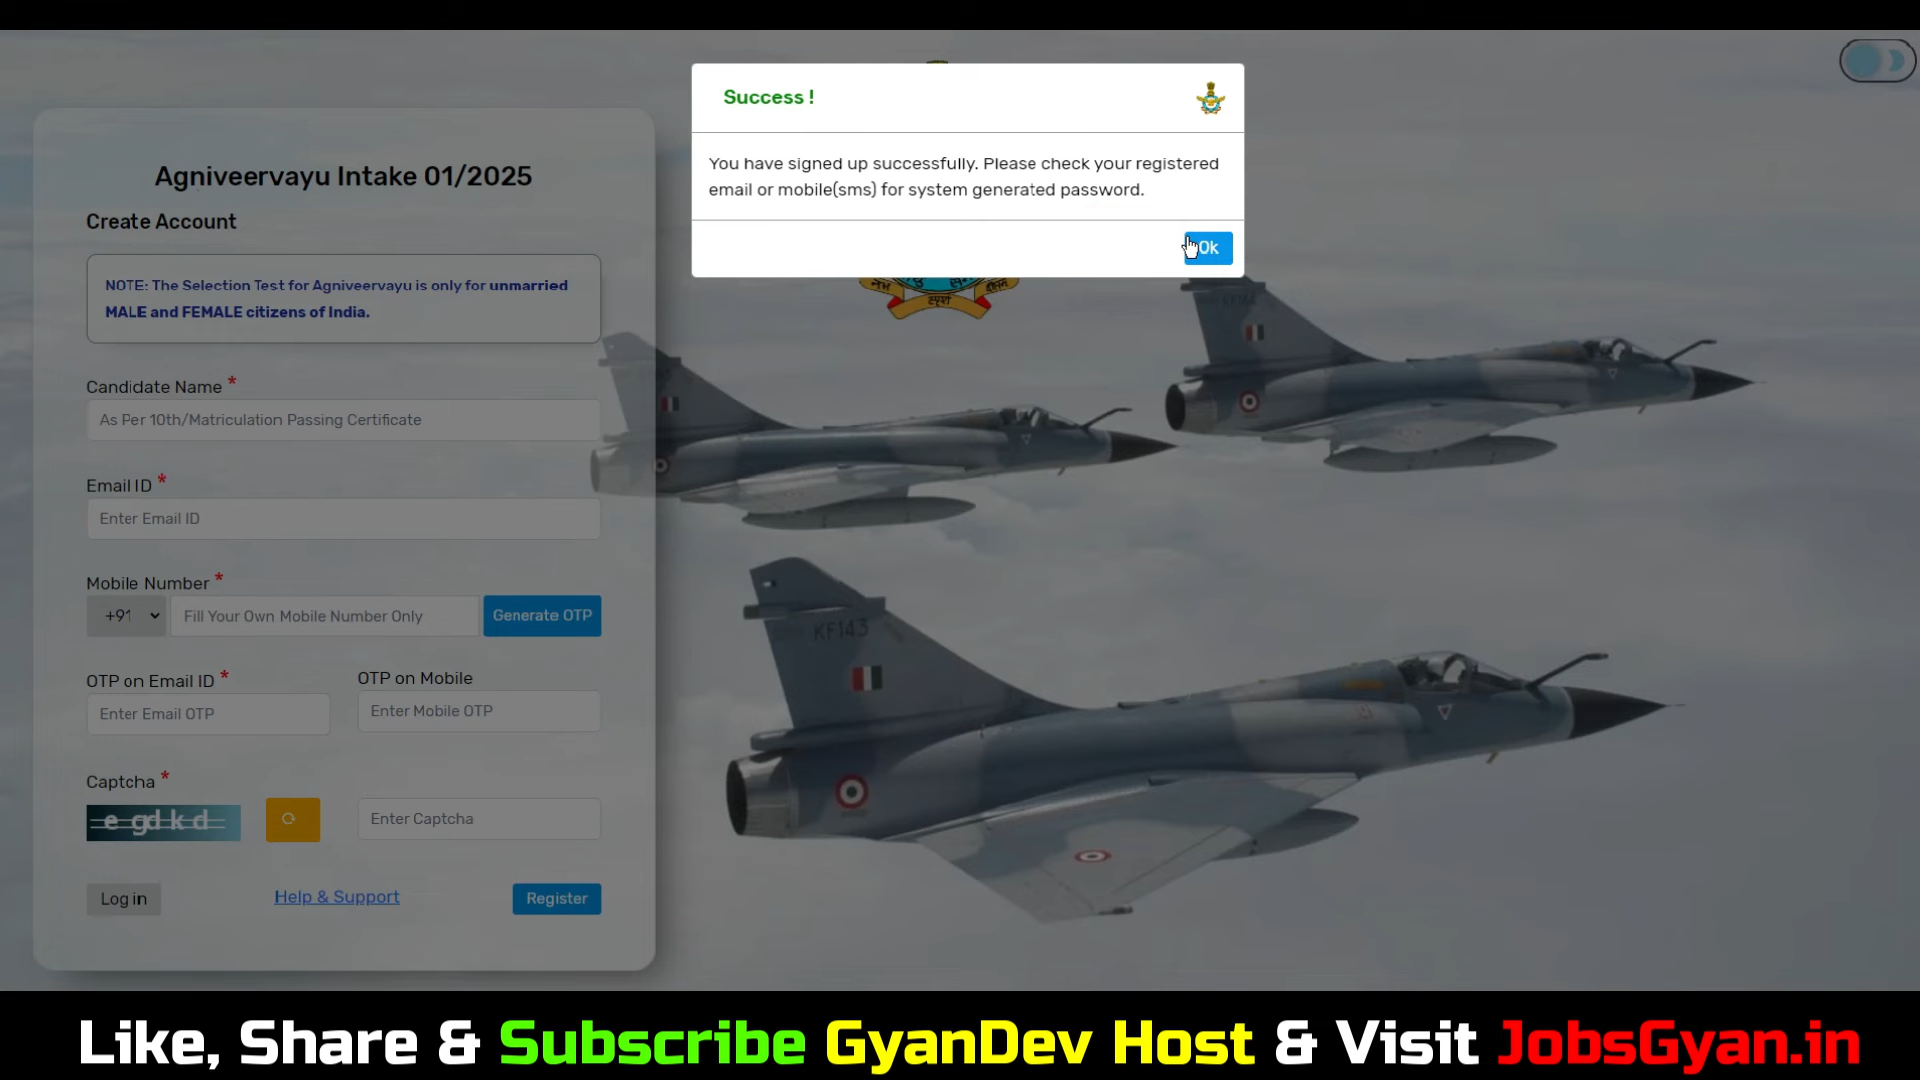 Success !
You have signed up successfully. Please check your registered
email or mobile(sms) for system generated password.
Ok
Agniveervayu Intake 01/2025
Create Account
NOTE: The Selection Test for Agniveervayu is only for unmarried
MALE and FEMALE citizens of India.
Candidate Name *
As Per 10th/Matriculation Passing Certificate
Email ID *
Enter Email ID
Mobile Number *
+91
Fill Your Own Mobile Number Only
Generate OTP
OTP on Email ID *
OTP on Mobile
Enter Email OTP
Enter Mobile OTP
Captcha *
e gd k d
Enter Captcha
Log in
Help & Support
Register
KF143
Like, Share & Subscribe GyanDev Host & Visit JobsGyan.in